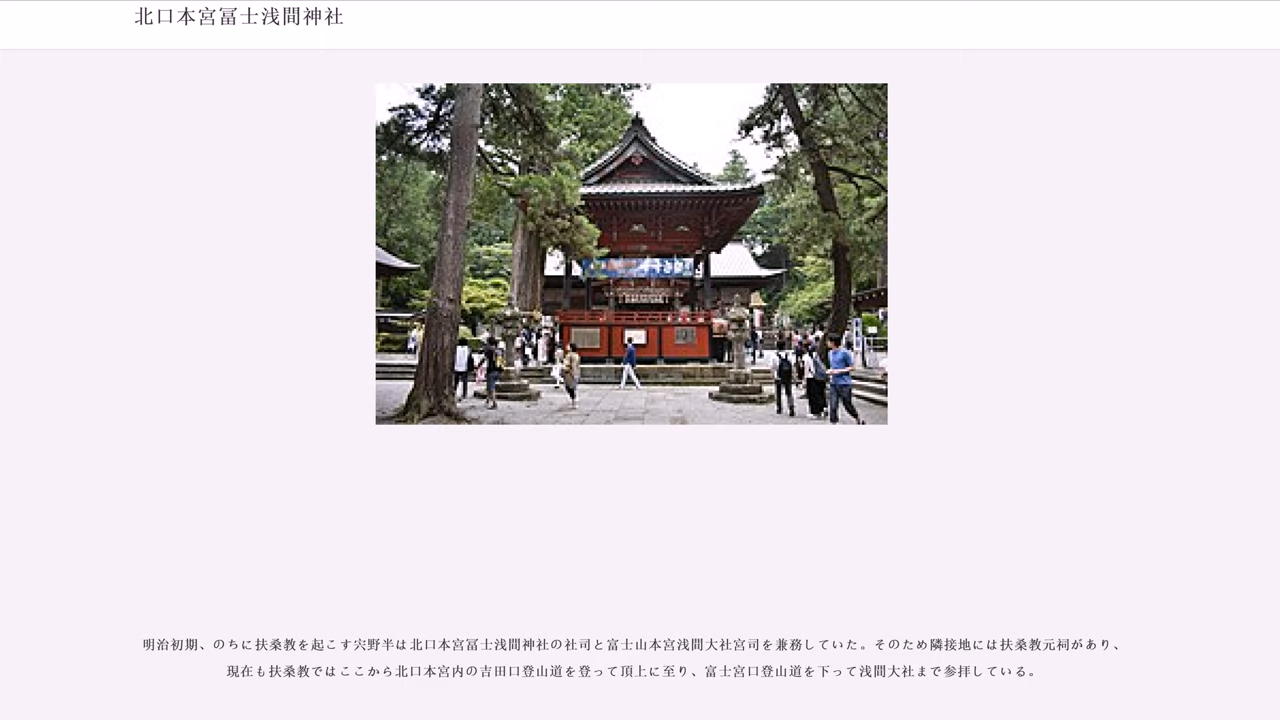 北口本宮冨士浅間神社
明治初期、のちに扶桑教を起こす宍野半は北口本宮冨士浅間神社の社司と富士山本宮浅間大社宮司を兼務していた。そのため隣接地には扶桑教元祠があり、
現在も扶桑教ではここから北口本宮内の吉田口登山道を登って頂上に至り、富士宮口登山道を下って浅間大社まで参拝している。